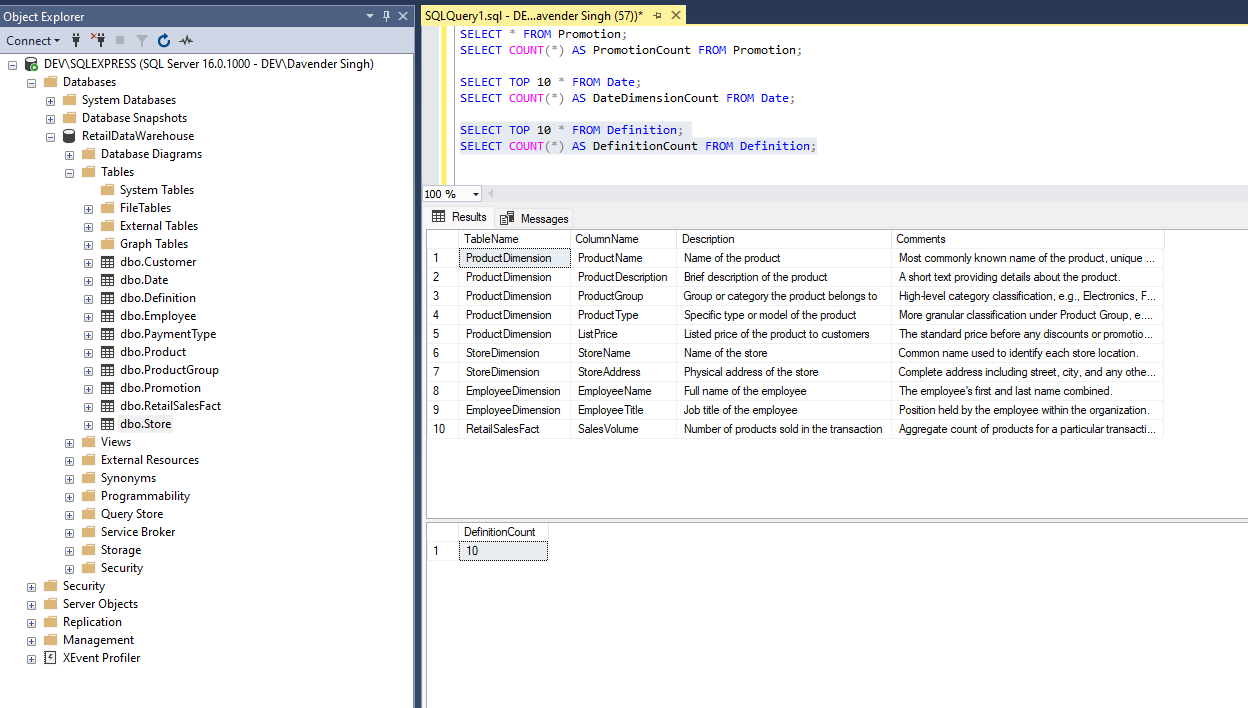 Object Explorer
Connect
DEV\SQLEXPRESS (SQL Server 16.0.1000 - DEV\Davender Singh)
Databases
System Databases
Database Snapshots
RetailDataWarehouse
Database Diagrams
Tables
System Tables
FileTables
External Tables
Graph Tables
dbo.Customer
dbo.Date
dbo.Definition
dbo.Employee
dbo.PaymentType
dbo.Product
dbo.ProductGroup
dbo.Promotion
dbo.RetailSalesFact
dbo.Store
Views
External Resources
Synonyms
Programmability
Query Store
Service Broker
Storage
Security
Security
Server Objects
Replication
Management
XEvent Profiler
SQLQuery1.sql - DE...avender Singh (57))*
SELECT * FROM Promotion;
SELECT COUNT(*) AS PromotionCount FROM Promotion;
SELECT TOP 10 * FROM Date;
SELECT COUNT(*) AS DateDimensionCount FROM Date;
SELECT TOP 10 * FROM Definition;
SELECT COUNT(*) AS DefinitionCount FROM Definition;
100 %
Results Messages
TableName ColumnName Description Comments
1 ProductDimension ProductName Name of the product Most commonly known name of the product, unique ...
2 ProductDimension ProductDescription Brief description of the product A short text providing details about the product.
3 ProductDimension ProductGroup Group or category the product belongs to High-level category classification, e.g., Electronics, F...
4 ProductDimension ProductType Specific type or model of the product More granular classification under Product Group, e....
5 ProductDimension ListPrice Listed price of the product to customers The standard price before any discounts or promotio...
6 StoreDimension StoreName Name of the store Common name used to identify each store location.
7 StoreDimension StoreAddress Physical address of the store Complete address including street, city, and any othe...
8 EmployeeDimension EmployeeName Full name of the employee The employee's first and last name combined.
9 EmployeeDimension EmployeeTitle Job title of the employee Position held by the employee within the organization.
10 RetailSalesFact SalesVolume Number of products sold in the transaction Aggregate count of products for a particular transacti...
DefinitionCount
1 10